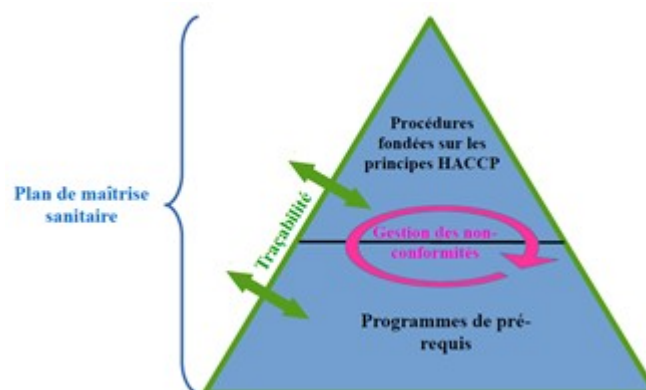 Plan de maîtrise
sanitaire
Traçabilité
Procédures
fondées sur les
principes HACCP
Gestion des non-
conformités
Programmes de pré-
requis